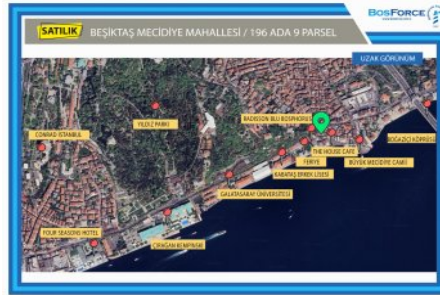 BOSFORCE
SATILIK
BEŞİKTAŞ MECİDİYE MAHALLESİ / 196 ADA 9 PARSEL
UZAK GÖRÜNÜM
YILDIZ PARKI
RADISSON BLU BOSPHORUS
CONRAD ISTANBUL
BOĞAZİÇİ KÖPRÜSÜ
THE HOUSE CAFE
FERİYE
BÜYÜK MECİDİYE CAMİİ
KABATAŞ ERKEK LİSESİ
GALATASARAY ÜNİVERSİTESİ
FOUR SEASONS HOTEL
ÇIRAĞAN KEMPINSKI